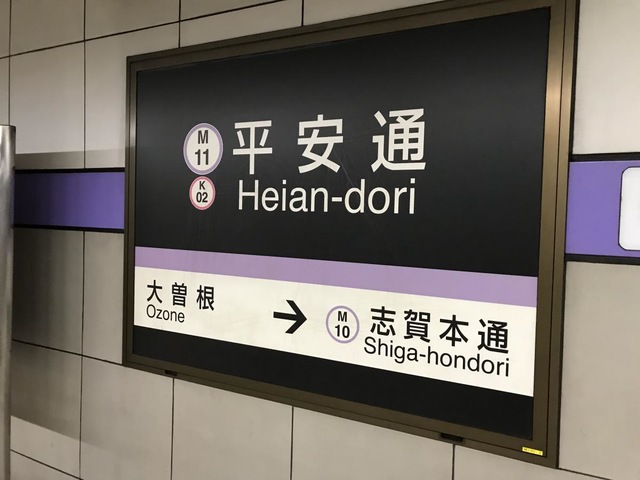 M
11
平安通
K
02
Heian-dori
大曽根
Ozone
→
M
10
志賀本通
Shiga-hondori